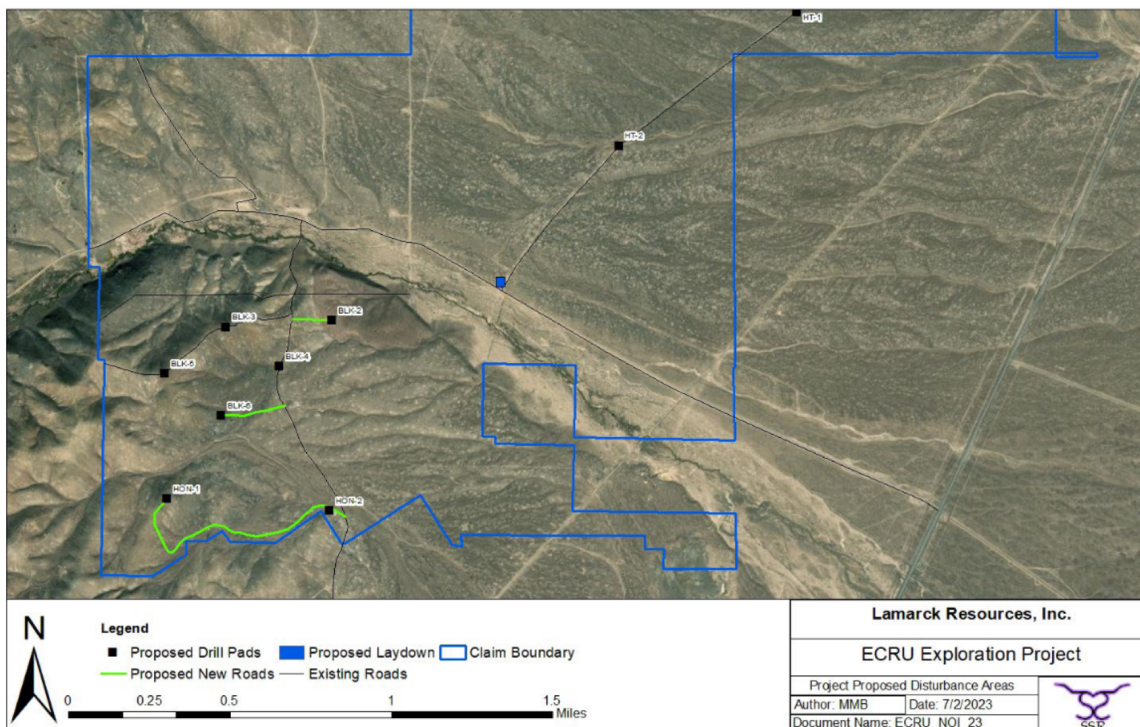 HT-1
HT-2
BLK-3
BLK-2
BLK-5
BLK-4
BLK-6
HON-1
HON-2
N
Legend
Proposed Drill Pads Proposed Laydown Claim Boundary
Proposed New Roads Existing Roads
0 0.25 0.5 1 1.5
Miles
Lamarck Resources, Inc.
ECRU Exploration Project
Project Proposed Disturbance Areas
Author: MMB Date: 7/2/2023
Document Name: ECRU_NOI_23